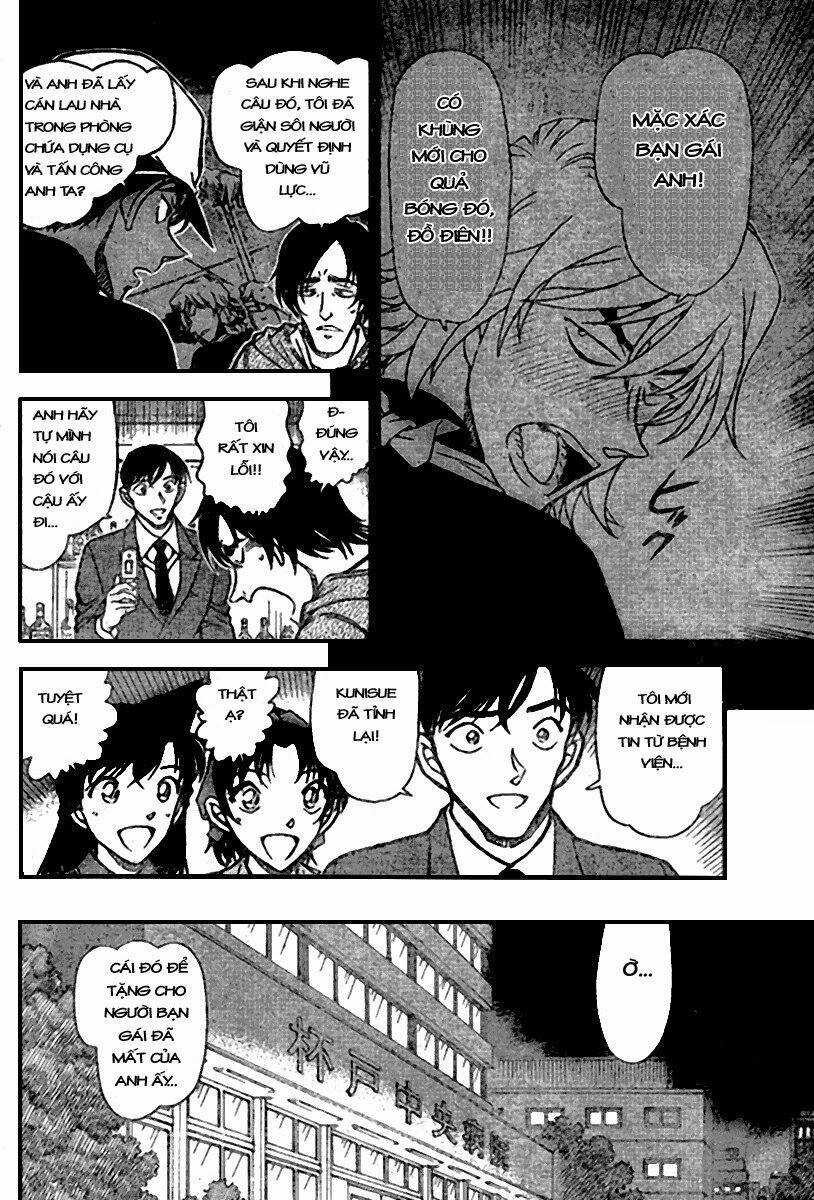 MẶC XÁC
BẠN GÁI
ANH!
CÓ
KHÙNG
MỚI CHO
QUẢ
BÓNG ĐÓ,
ĐỒ ĐIÊN!!
ビッ
SAU KHI NGHE
CÂU ĐÓ, TÔI ĐÃ
GIẬN SÔI NGƯỜI
VÀ QUYẾT ĐỊNH
DÙNG VŨ
LỰC...
VÀ ANH ĐÃ LẤY
CÁN LAU NHÀ
TRONG PHÒNG
CHỨA DỤNG CỤ
VÀ TẤN CÔNG
ANH TA?
Đ-
ĐÚNG
VẬY..
TÔI
RẤT XIN
LỖI!!
ANH HÃY
TỰ MÌNH
NÓI CÂU
ĐÓ VỚI
CẬU ẤY
ĐI...
TÔI MỚI
NHẬN ĐƯỢC
TIN TỪ BỆNH
VIỆN...
KUNISUE
ĐÃ TỈNH
LẠI!
THẬT
Ạ?
TUYỆT
QUÁ!
Ờ...
CÁI ĐÓ ĐỂ
TẶNG CHO
NGƯỜI BẠN
GÁI ĐÃ
MẤT CỦA
ANH ẤY..
杯戸中央病院